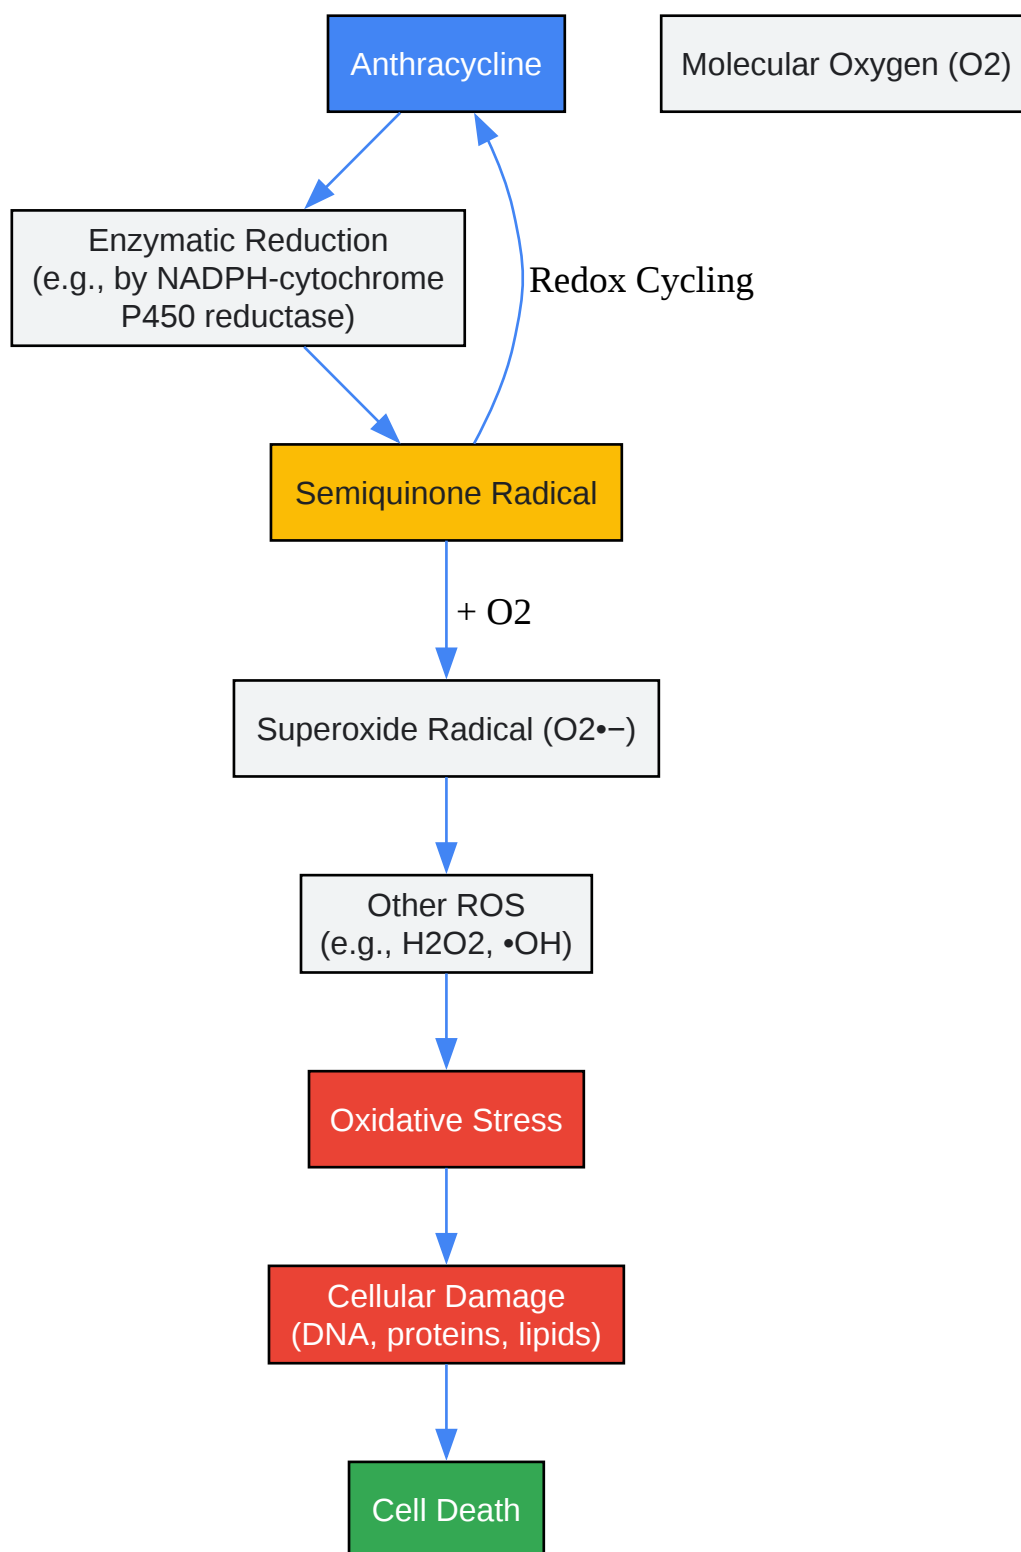 Anthracycline
Molecular Oxygen (O2)
Enzymatic Reduction
(e.g., by NADPH-cytochrome
P450 reductase)
Redox Cycling
Semiquinone Radical
+ O2
Superoxide Radical (O2•−)
Other ROS
(e.g., H2O2, •OH)
Oxidative Stress
Cellular Damage
(DNA, proteins, lipids)
Cell Death